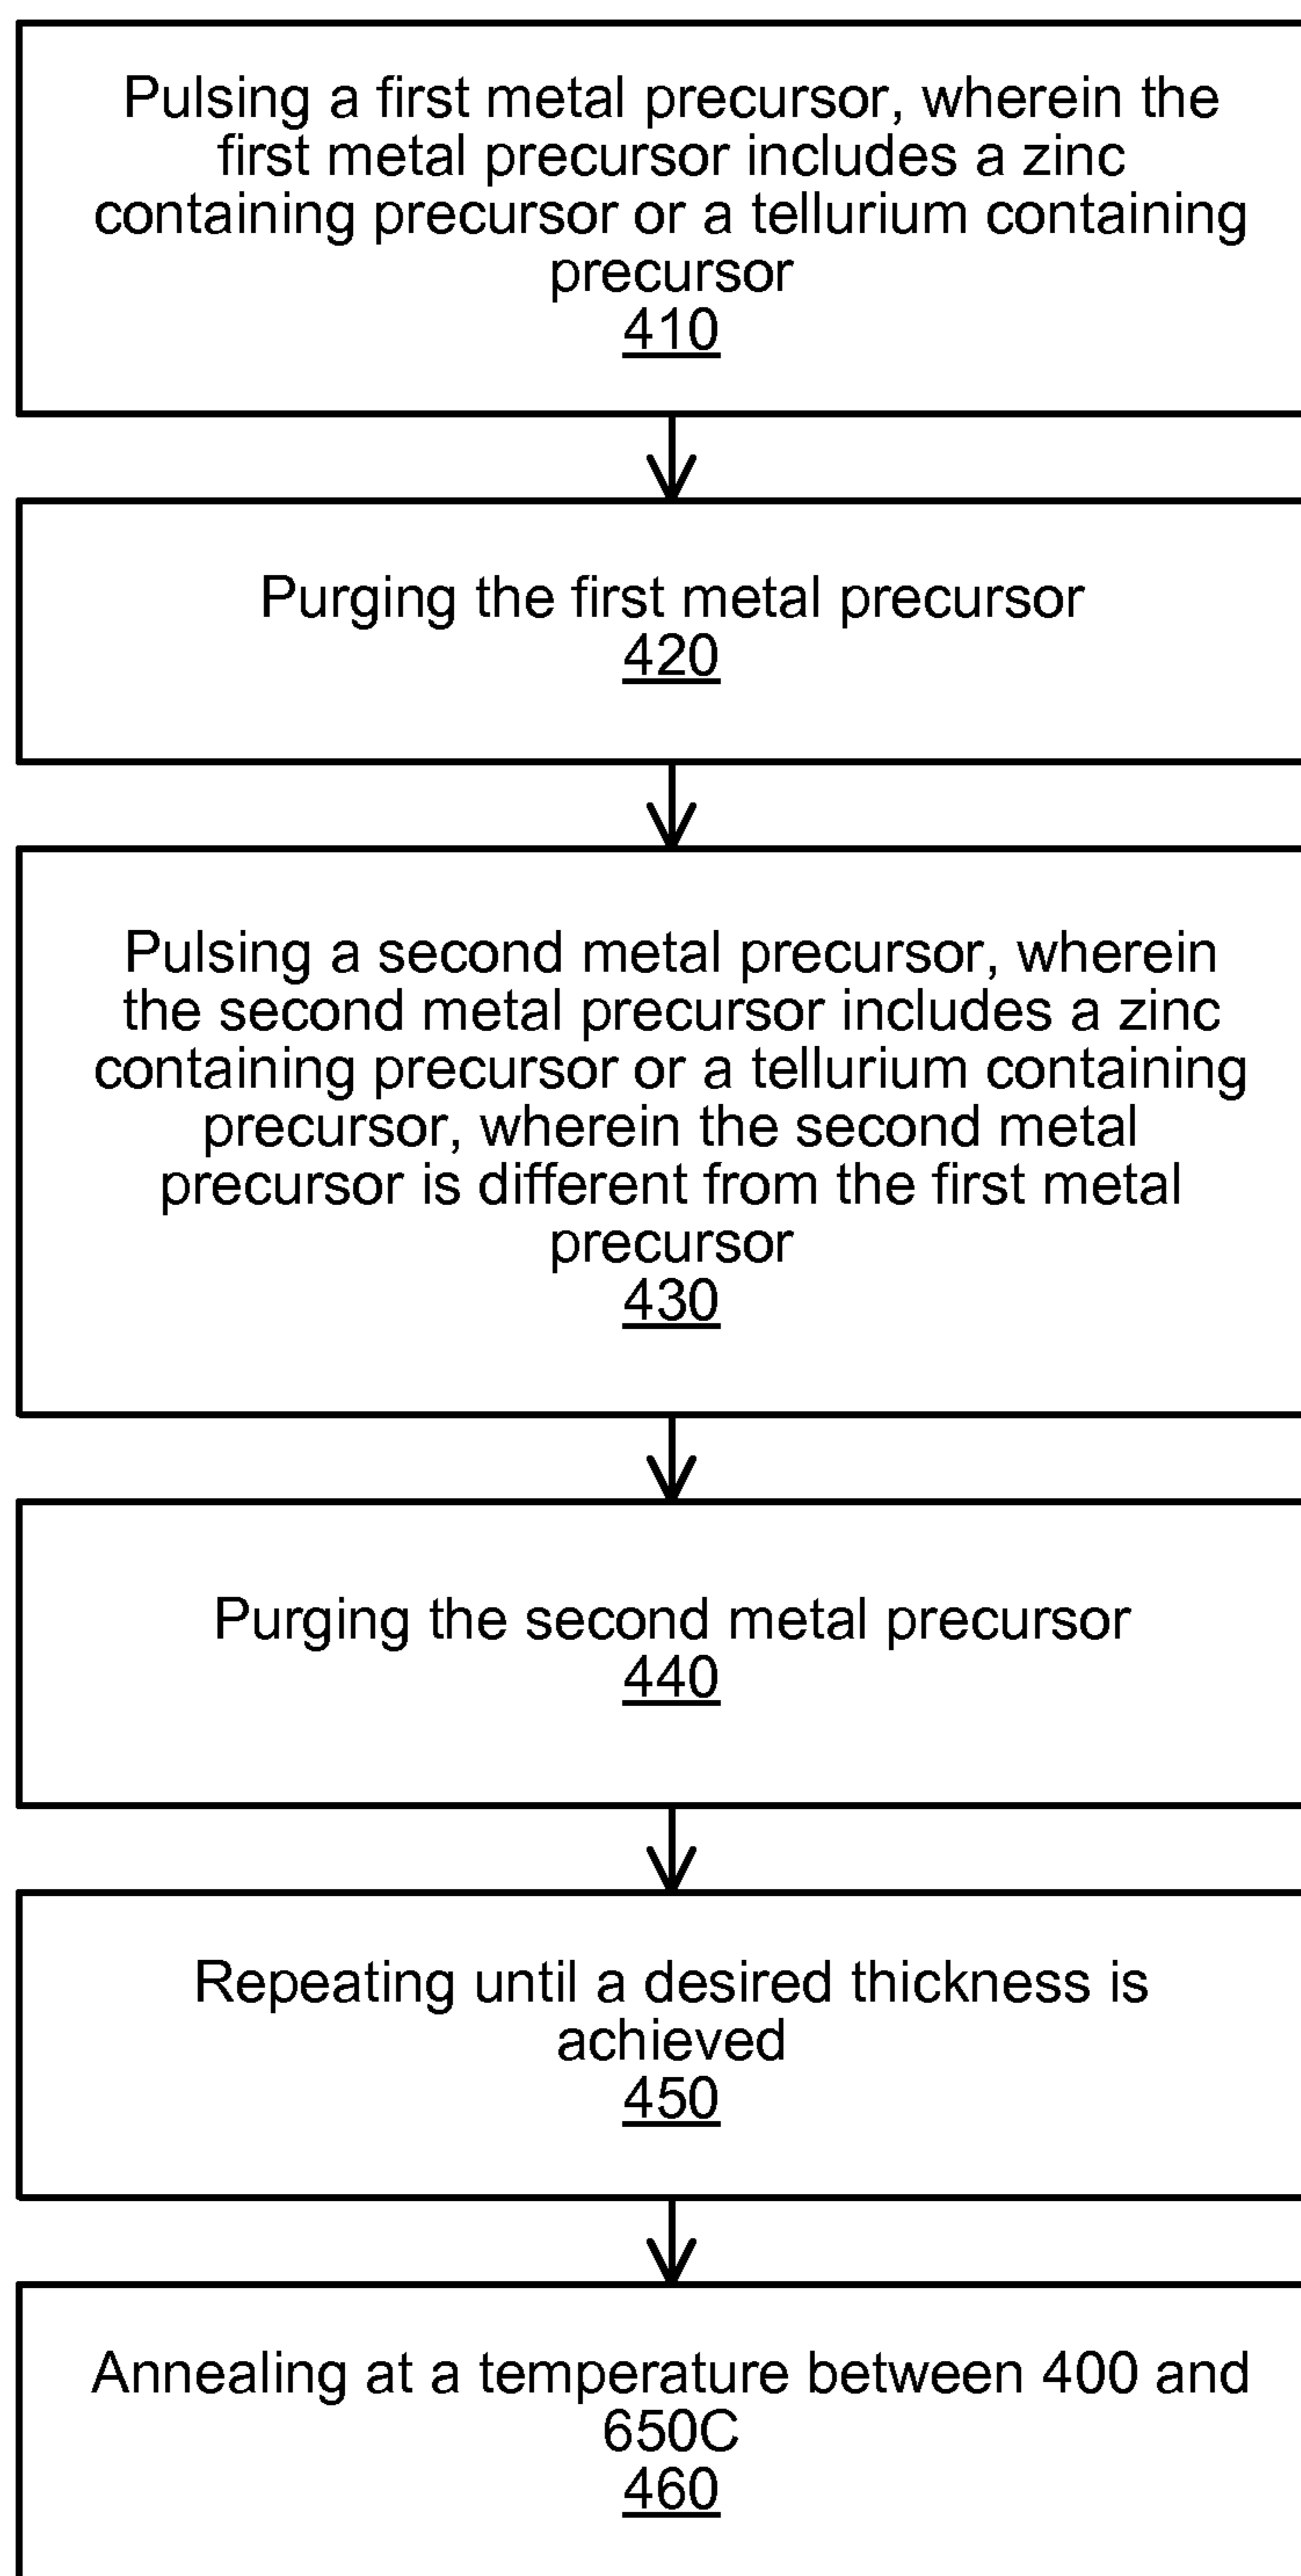 Pulsing a first metal precursor, wherein the
first metal precursor includes a zinc
containing precursor or a tellurium containing
precursor
410
Purging the first metal precursor
420
Pulsing a second metal precursor, wherein
the second metal precursor includes a zinc
containing precursor or a tellurium containing
precursor, wherein the second metal
precursor is different from the first metal
precursor
430
Purging the second metal precursor
440
Repeating until a desired thickness is
achieved
450
Annealing at a temperature between 400 and
650C
460